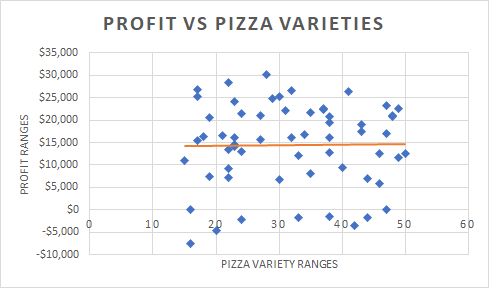 PROFIT VS PIZZA VARIETIES
$35,000
$30,000
$25,000
$20,000
$15,000
$10,000
$5,000
$0
-$5,000
-$10,000
0 10 20 30 40 50 60
PROFIT RANGES
PIZZA VARIETY RANGES